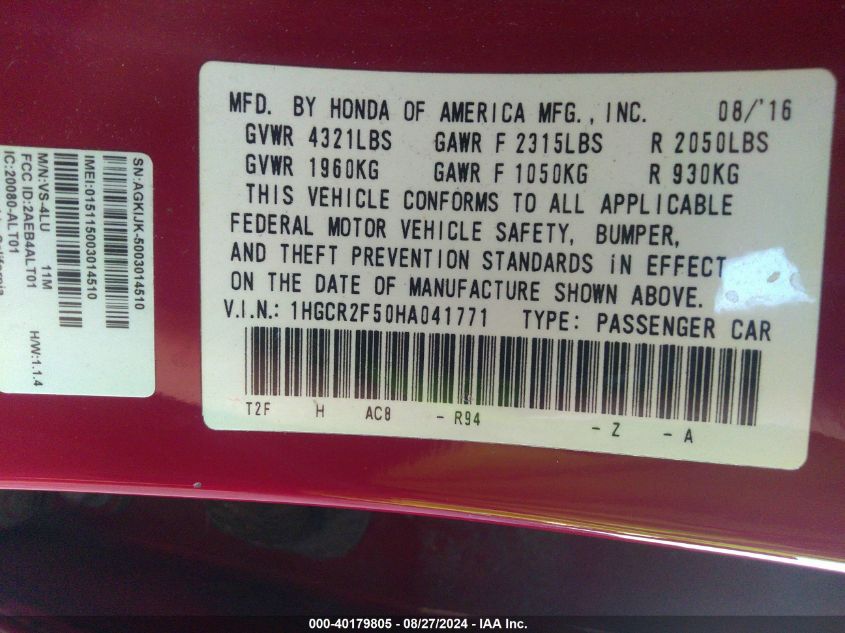 MFD. BY HONDA OF AMERICA MFG., INC. 08/'16
GVWR 4321LBS GAWR F 2315LBS R 2050LBS
GVWR 1960KG GAWR F 1050KG R 930KG
THIS VEHICLE CONFORMS TO ALL APPLICABLE
FEDERAL MOTOR VEHICLE SAFETY, BUMPER,
AND THEFT PREVENTION STANDARDS iN EFFECT
ON THE DATE OF MANUFACTURE SHOWN ABOVE.
V.I.N.: 1HGCR2F50HA041771 TYPE: PASSENGER CAR
T2F H AC8 - R94 - Z - A
SN:AGKIJK-5003014510
IMEI:015115003014510
M/N:VS-4LU 11M H/W:1.1.4
FCC ID:2AEB4ALT01
IC:20080-ALT01
California
000-40179805 - 08/27/2024 - IAA Inc.